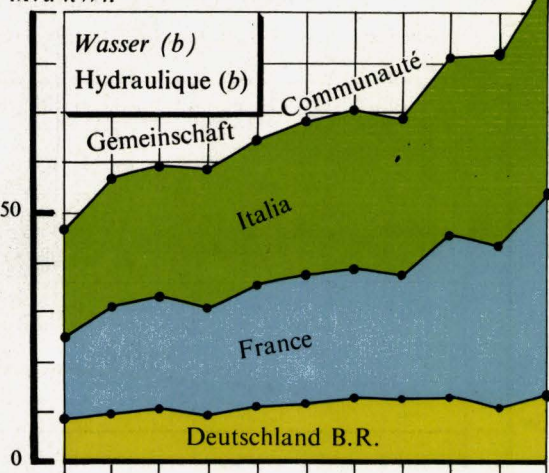 Wasser (b)
Hydraulique (b)
Gemeinschaft
Communauté
50
Italia
France
Deutschland B.R.
0